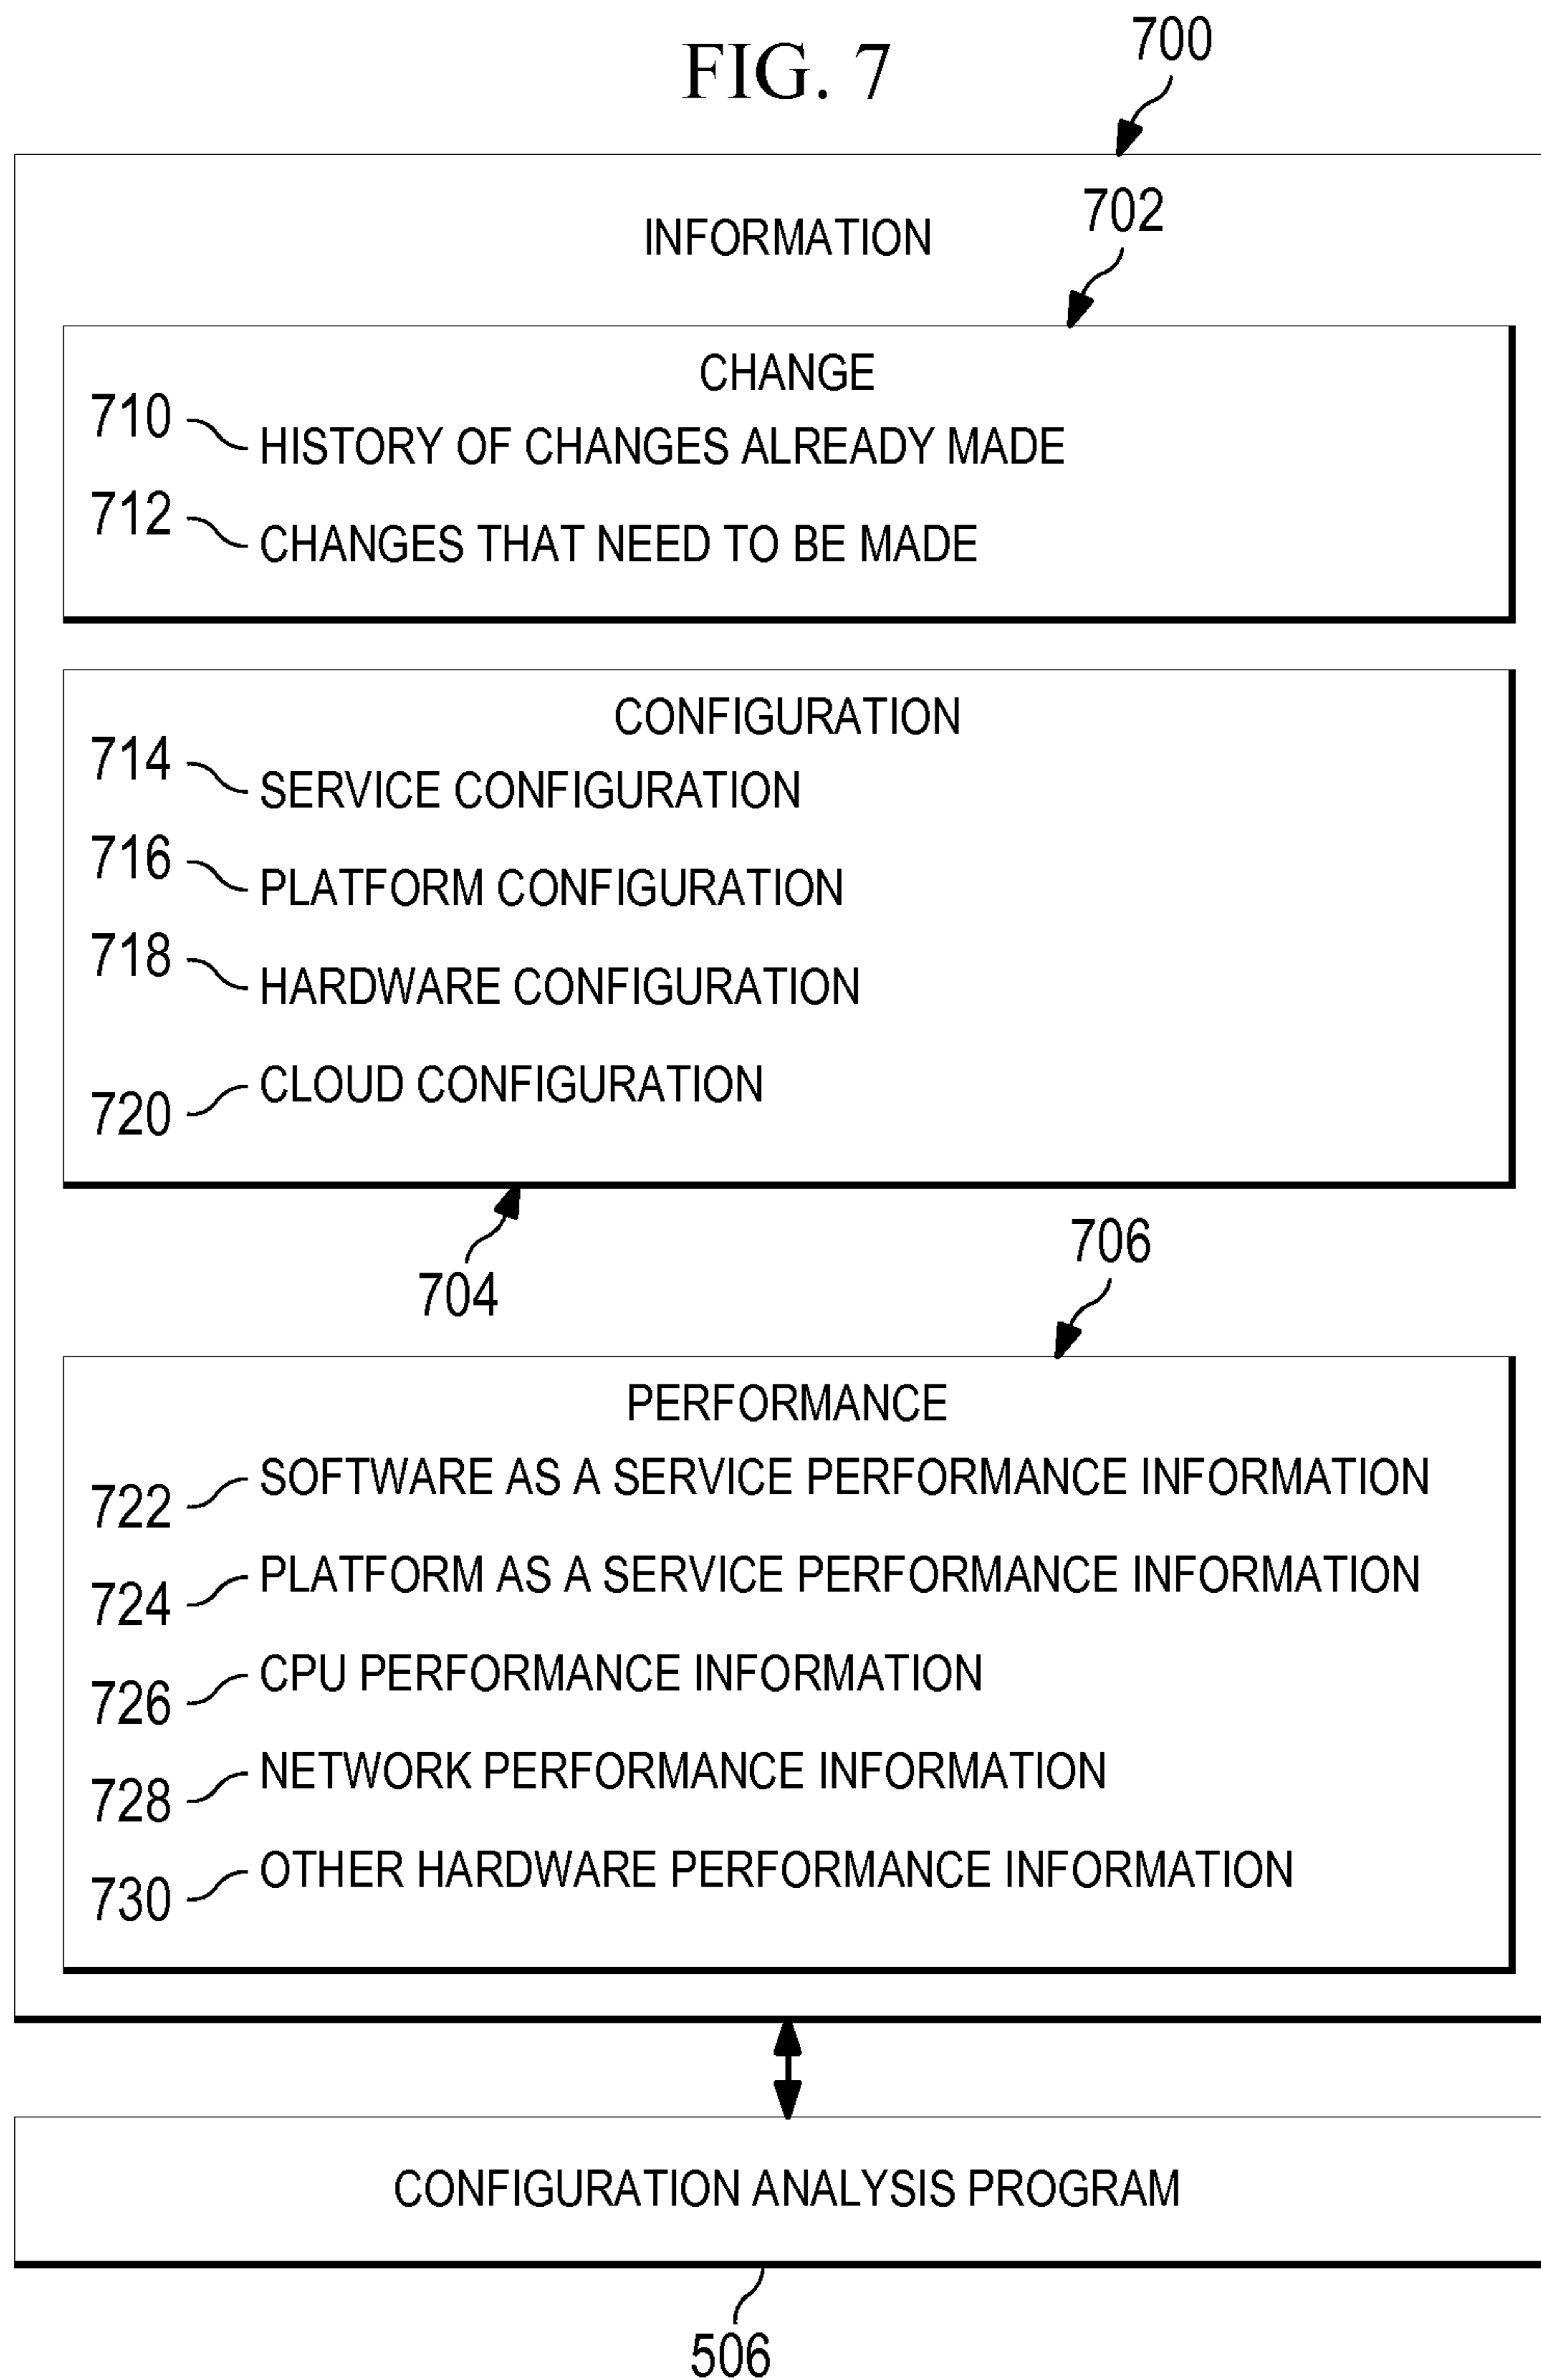 FIG. 7
700
INFORMATION
702
CHANGE
710 HISTORY OF CHANGES ALREADY MADE
712 CHANGES THAT NEED TO BE MADE
CONFIGURATION
714 SERVICE CONFIGURATION
716 PLATFORM CONFIGURATION
718 HARDWARE CONFIGURATION
720 CLOUD CONFIGURATION
704
706
PERFORMANCE
722 SOFTWARE AS A SERVICE PERFORMANCE INFORMATION
724 PLATFORM AS A SERVICE PERFORMANCE INFORMATION
726 CPU PERFORMANCE INFORMATION
728 NETWORK PERFORMANCE INFORMATION
730 OTHER HARDWARE PERFORMANCE INFORMATION
CONFIGURATION ANALYSIS PROGRAM
506